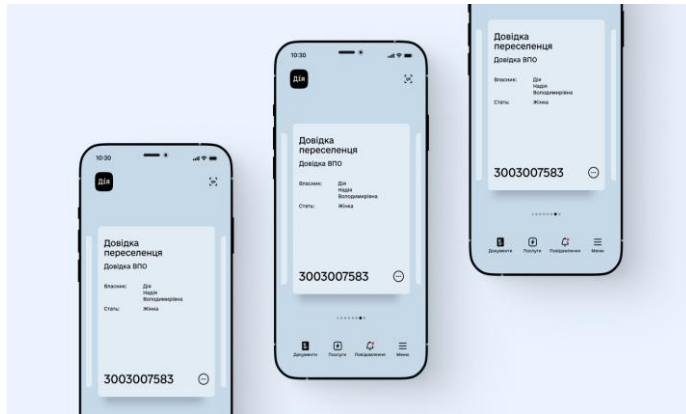 10:30
Дія
Довідка
переселенця
Довідка ВПО
Власник: Дія
Надія
Володимирівна
Стать: Жінка
3003007583
10:30
Дія
Довідка
переселенця
Довідка ВПО
Власник: Дія
Надія
Володимирівна
Стать: Жінка
3003007583
Документи Послуги Повідомлення Меню
Довідка
переселенця
Довідка ВПО
Власник: Дія
Надія
Володимирівна
Стать: Жінка
3003007583
Документи Послуги Повідомлення Меню